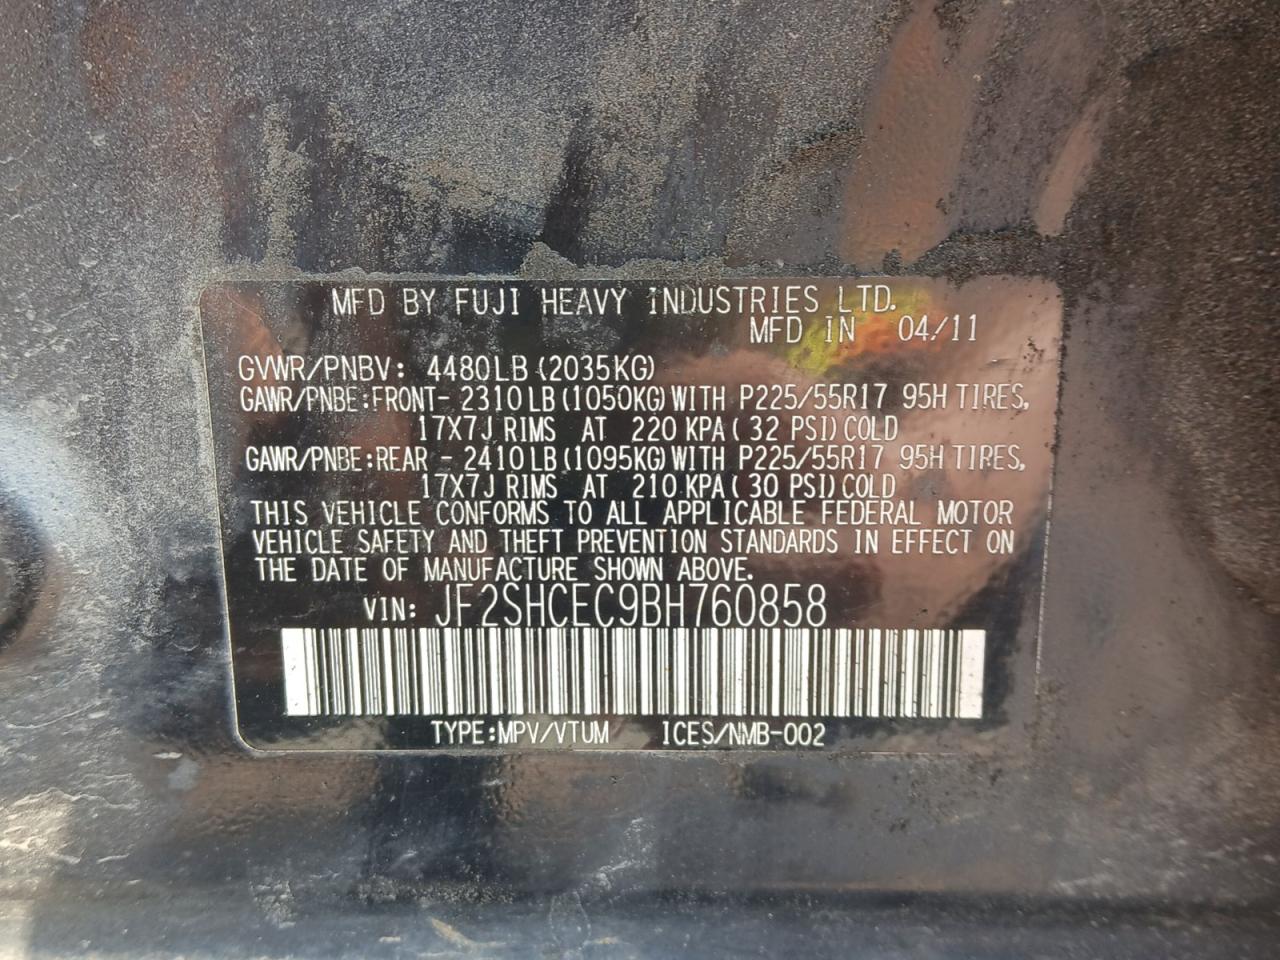 MFD BY FUJI HEAVY INDUSTRIES LTD.
MFD IN 04/11
GVWR/PNBV: 4480LB (2035KG)
GAWR/PNBE:FRONT- 2310LB(1050KG)WITH P225/55R17 95H TIRES,
17X7J RIMS AT 220 KPA(32 PSI)COLD
GAWR/PNBE:REAR - 2410LB(1095KG)WITH P225/55R17 95H TIRES,
17X7J RIMS AT 210 KPA(30 PSI)COLD
THIS VEHICLE CONFORMS TO ALL APPLICABLE FEDERAL MOTOR
VEHICLE SAFETY AND THEFT PREVENTION STANDARDS IN EFFECT ON
THE DATE OF MANUFACTURE SHOWN ABOVE.
VIN: JF2SHCEC9BH760858
TYPE:MPV/VTUM ICES/NMB-002